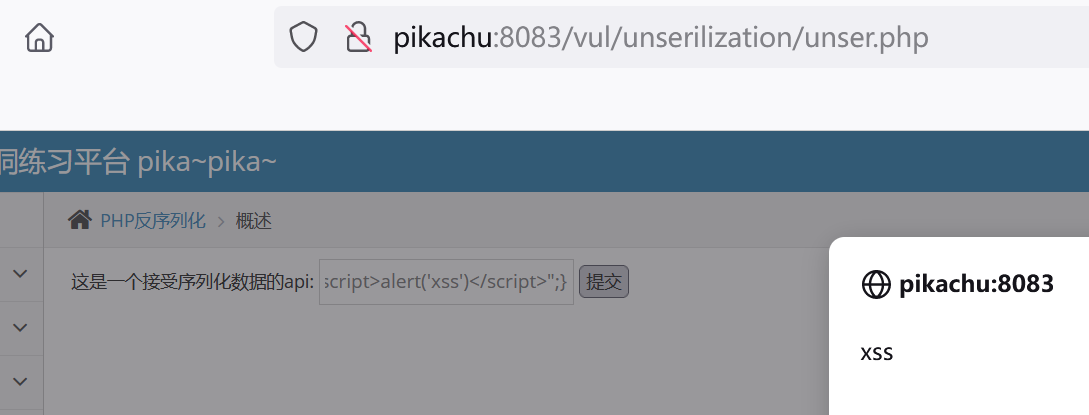 pikachu:8083/vul/unserilization/unser.php
洞练习平台 pika~pika~
PHP反序列化 > 概述
这是一个接受序列化数据的api: script>alert('xss')</script>";} 提交
pikachu:8083
xss